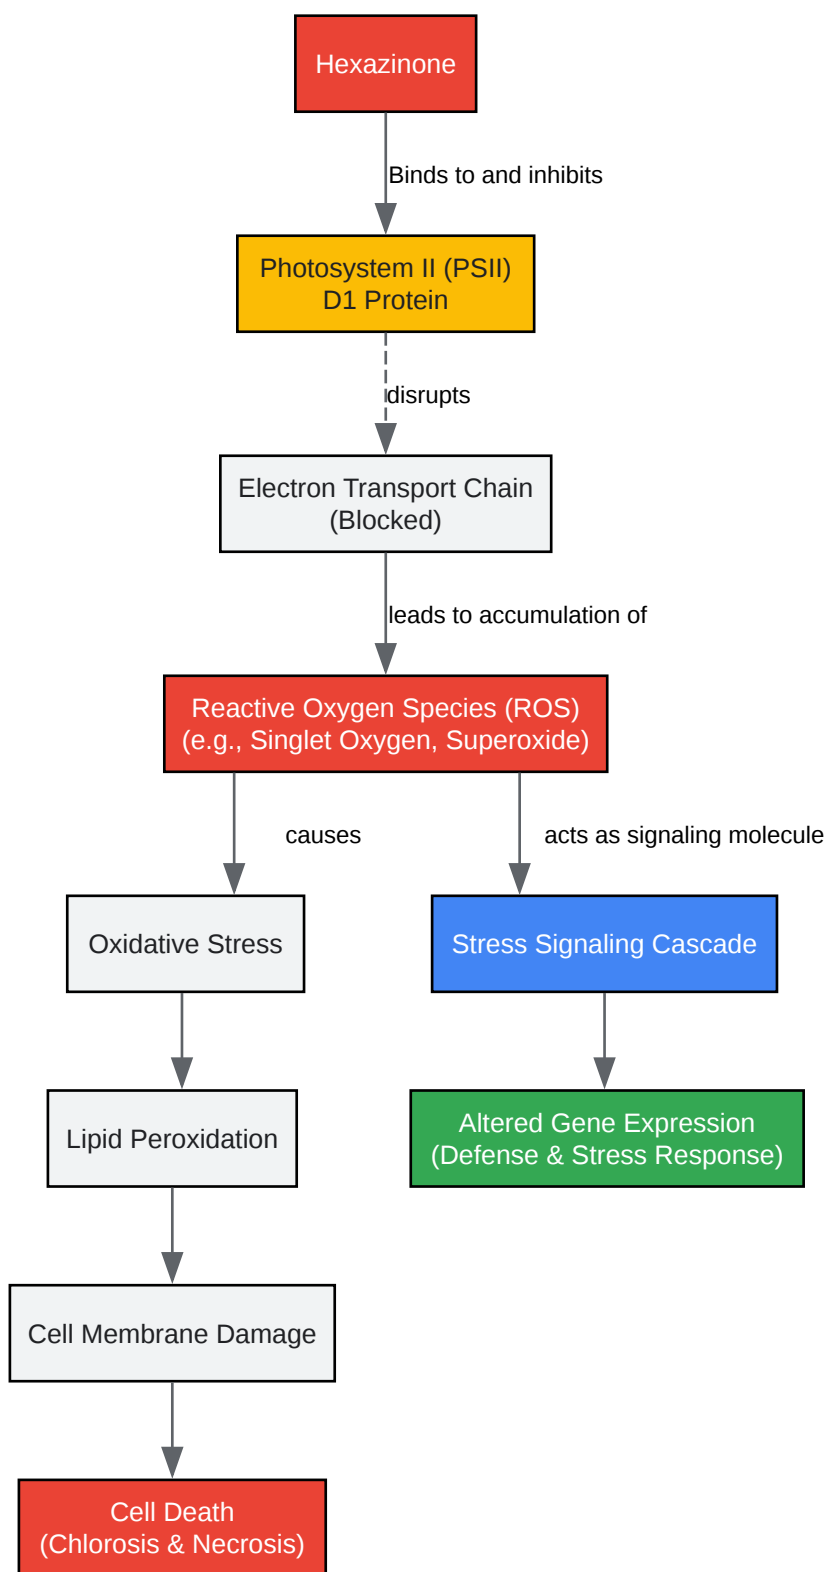 Hexazinone
Binds to and inhibits
Photosystem II (PSII)
D1 Protein
disrupts
Electron Transport Chain
(Blocked)
leads to accumulation of
Reactive Oxygen Species (ROS)
(e.g., Singlet Oxygen, Superoxide)
causes
acts as signaling molecule
Oxidative Stress
Stress Signaling Cascade
Lipid Peroxidation
Altered Gene Expression
(Defense & Stress Response)
Cell Membrane Damage
Cell Death
(Chlorosis & Necrosis)